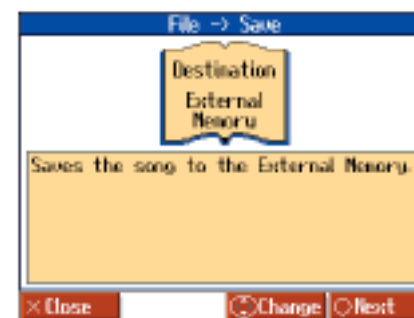 File -> Save
Destination
External
Memory
Saves the song to the External Memory.
×Close
Change
Next